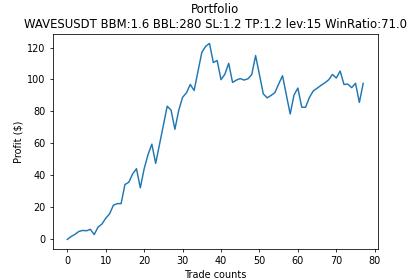 Portfolio
WAVESUSDT BBM:1.6 BBL:280 SL:1.2 TP:1.2 lev:15 WinRatio:71.0
120
100
80
60
40
20
0
Profit ($)
0 10 20 30 40 50 60 70 80
Trade counts